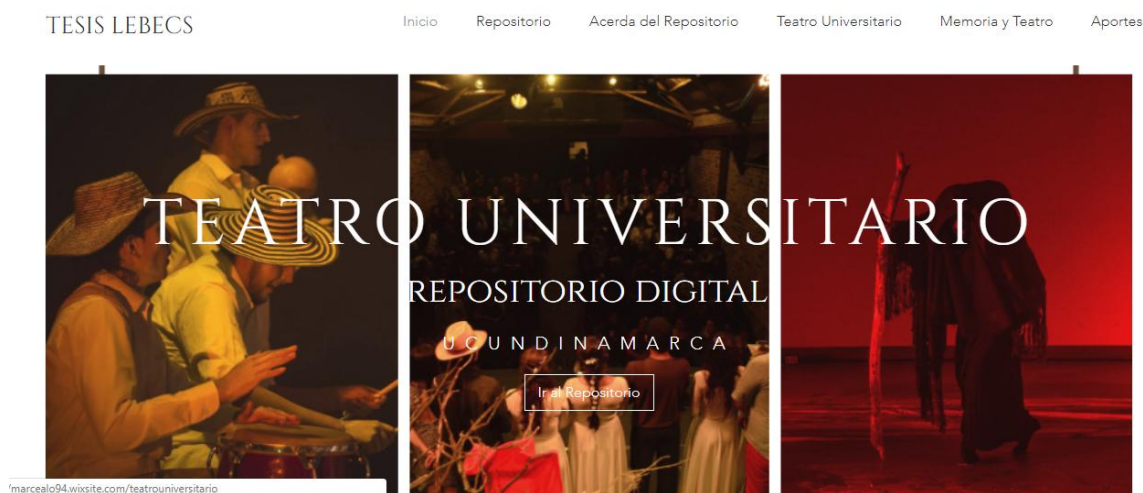 TESIS LEBECS
Inicio Repositorio Acerda del Repositorio Teatro Universitario Memoria y Teatro Aportes
TEATRO UNIVERSITARIO
REPOSITORIO DIGITAL
UCUNDINAMARCA
Ir al Repositorio
/marcealo94.wixsite.com/teatrouniversitario